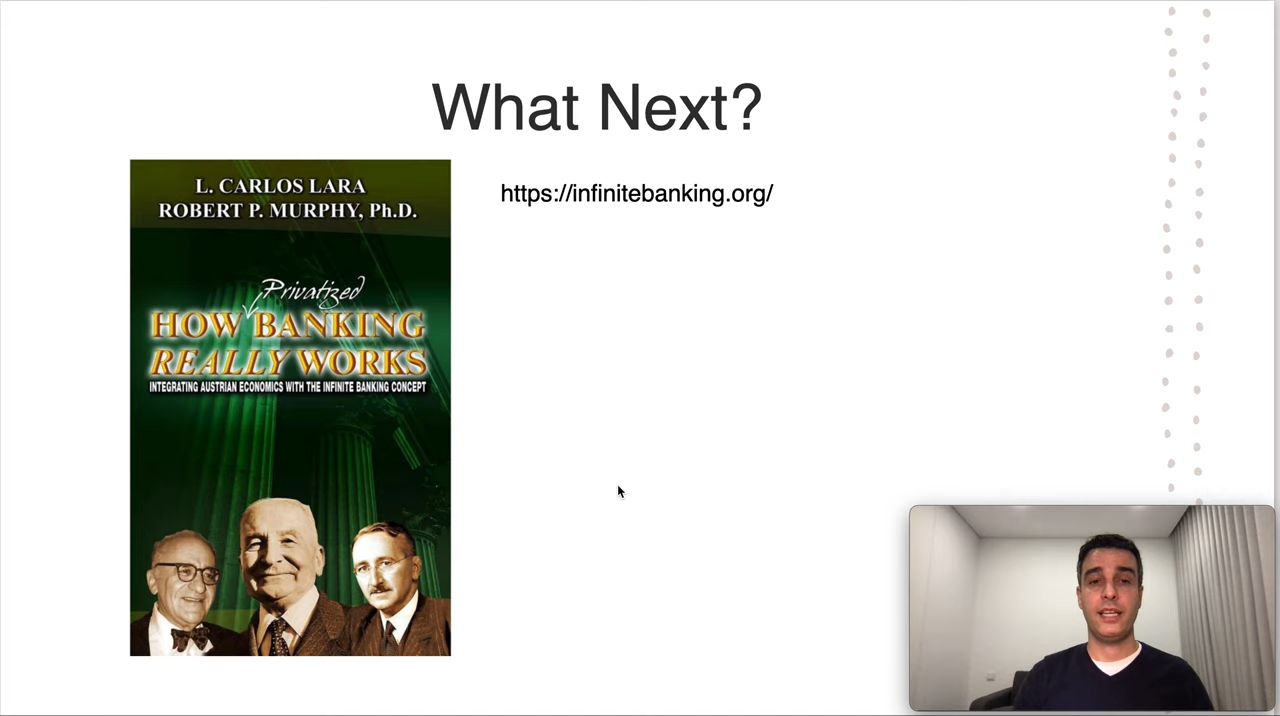 What Next?
L. CARLOS LARA
ROBERT P. MURPHY, Ph.D.
Privatized
HOW BANKING
REALLY WORKS
INTEGRATING AUSTRIAN ECONOMICS WITH THE INFINITE BANKING CONCEPT
https://infinitebanking.org/